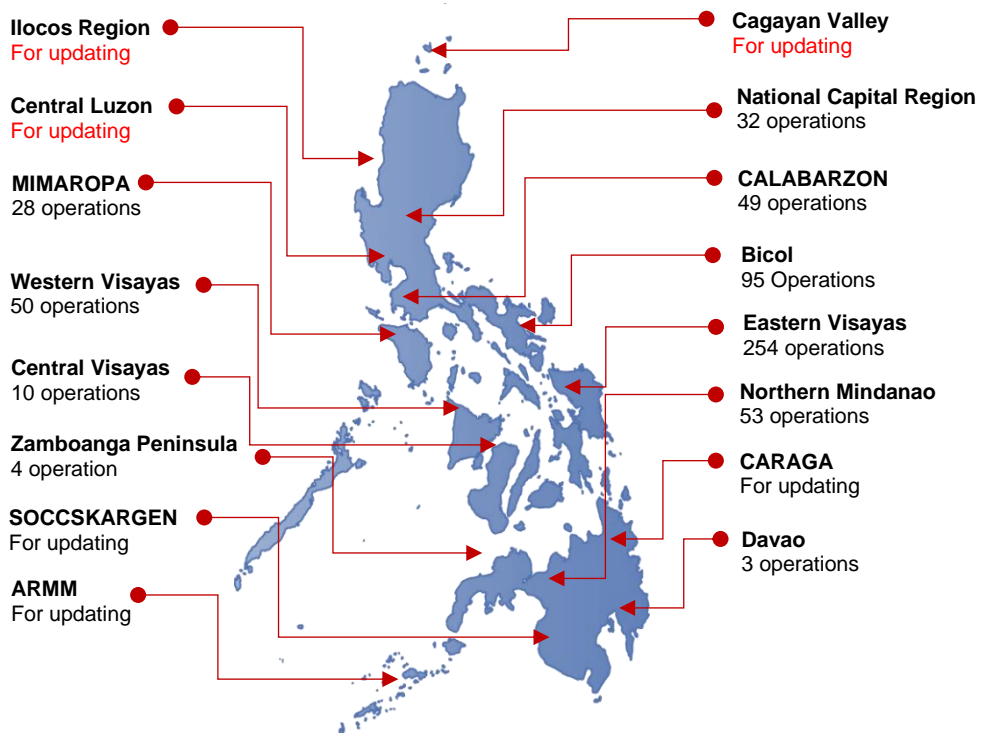 Ilocos Region
For updating
Central Luzon
For updating
MIMAROPA
28 operations
Western Visayas
50 operations
Central Visayas
10 operations
Zamboanga Peninsula
4 operation
SOCCSKARGEN
For updating
ARMM
For updating
Cagayan Valley
For updating
National Capital Region
32 operations
CALABARZON
49 operations
Bicol
95 Operations
Eastern Visayas
254 operations
Northern Mindanao
53 operations
CARAGA
For updating
Davao
3 operations